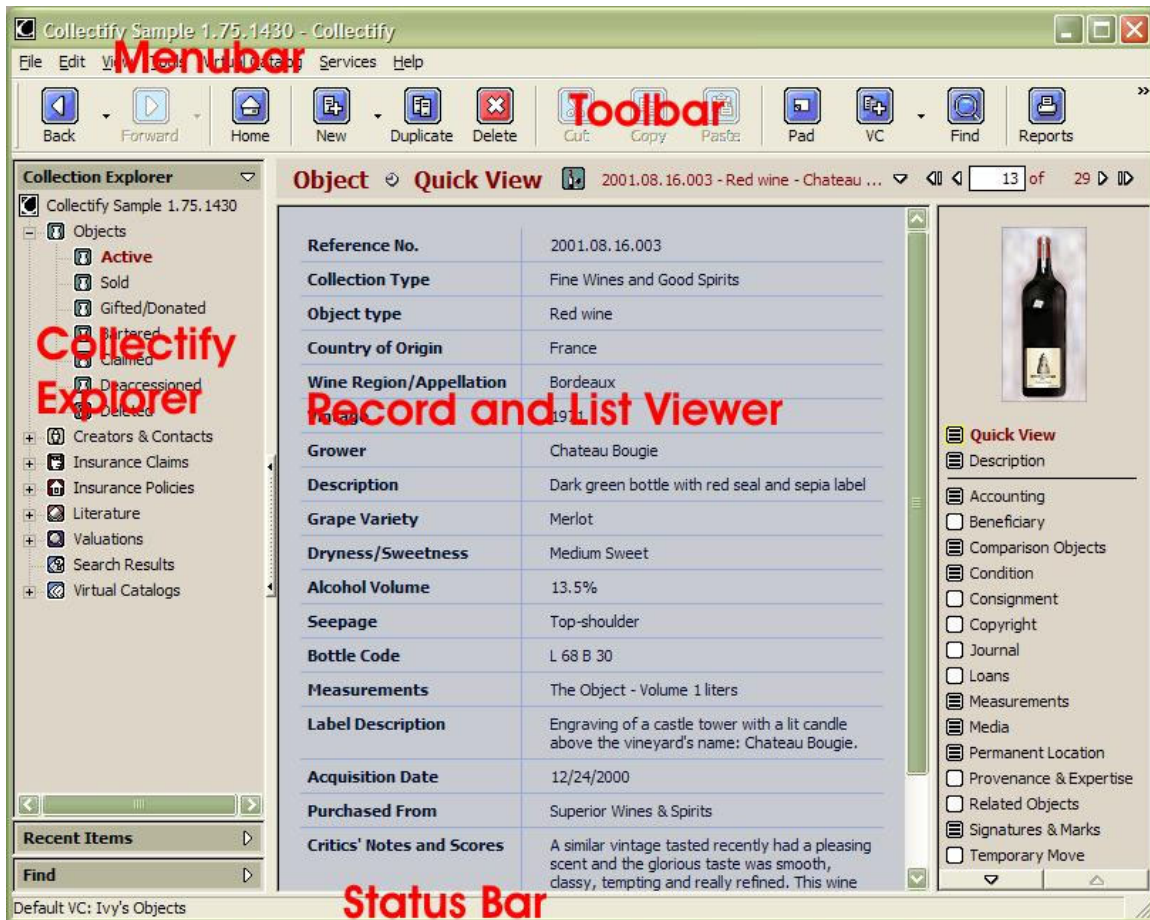 Collectify Sample 1.75.1430 - Collectify
Menubar
File Edit View Tools Virtual Catalog Services Help
Toolbar
Back Forward Home New Duplicate Delete Cut Copy Paste Pad VC Find Reports
Collection Explorer
Collectify Sample 1.75.1430
Objects
Active
Sold
Gifted/Donated
Bartered
Claimed
Deaccessioned
Deleted
Collectify
Explorer
Creators & Contacts
Insurance Claims
Insurance Policies
Literature
Valuations
Search Results
Virtual Catalogs
Recent Items
Find
Object Quick View 2001.08.16.003 - Red wine - Chateau ... 13 of 29
Reference No. 2001.08.16.003
Collection Type Fine Wines and Good Spirits
Object type Red wine
Country of Origin France
Wine Region/Appellation Bordeaux
Record and List Viewer
Vintage 1971
Grower Chateau Bougie
Description Dark green bottle with red seal and sepia label
Grape Variety Merlot
Dryness/Sweetness Medium Sweet
Alcohol Volume 13.5%
Seepage Top-shoulder
Bottle Code L 68 B 30
Measurements The Object - Volume 1 liters
Label Description Engraving of a castle tower with a lit candle
above the vineyard's name: Chateau Bougie.
Acquisition Date 12/24/2000
Purchased From Superior Wines & Spirits
Critics' Notes and Scores A similar vintage tasted recently had a pleasing
scent and the glorious taste was smooth,
classy, tempting and really refined. This wine
Quick View
Description
Accounting
Beneficiary
Comparison Objects
Condition
Consignment
Copyright
Journal
Loans
Measurements
Media
Permanent Location
Provenance & Expertise
Related Objects
Signatures & Marks
Temporary Move
Status Bar
Default VC: Ivy's Objects